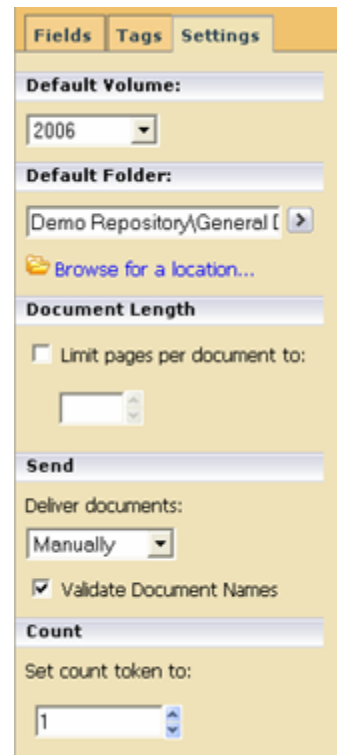 Fields Tags Settings
Default Volume:
2006
Default Folder:
Demo Repository\General D
Browse for a location...
Document Length
Limit pages per document to:
Send
Deliver documents:
Manually
Validate Document Names
Count
Set count token to:
1